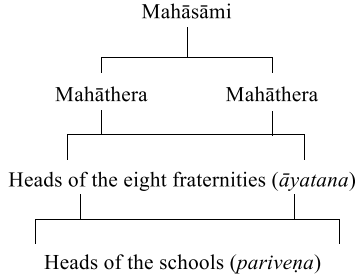 Mahāsāmi
Mahāthera Mahāthera
Heads of the eight fraternities (āyatana)
Heads of the schools (pariveṇa)